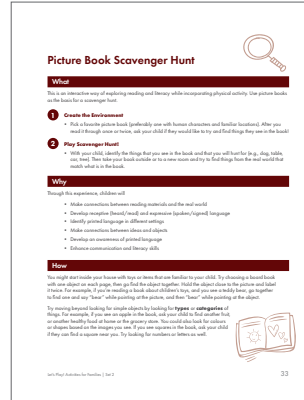 Picture Book Scavenger Hunt
What
This is an interactive way of exploring reading and literacy while incorporating physical activity. Use picture books
as the basis for a scavenger hunt.
1 Create the Environment
• Pick a favorite picture book (preferably one with human characters and familiar locations). After you
read it through once or twice, ask your child if they would like to try and find things they see in the book!
2 Play Scavenger Hunt!
• With your child, identify the things that you see in the book and that you will hunt for (e.g., dog, table,
car, tree). Then take your book outside or to a new room and try to find things from the real world that
match what is in the book.
Why
Through this experience, children will
• Make connections between reading materials and the real world
• Develop receptive (heard/read) and expressive (spoken/signed) language
• Identify printed language in different settings
• Make connections between ideas and objects
• Develop an awareness of printed language
• Enhance communication and literacy skills
How
You might start inside your house with toys or items that are familiar to your child. Try choosing a board book
with one object on each page, then go find the object together. Hold the object close to the picture and label
it twice. For example, if you're reading a book about children's toys, and you see a teddy bear, go together
to find one and say "bear" while pointing at the picture, and then "bear" while pointing at the object.
Try moving beyond looking for simple objects by looking for types or categories of
things. For example, if you see an apple in the book, ask your child to find another fruit,
or another healthy food at home or the grocery store. You could also look for colours
or shapes based on the images you see. If you see squares in the book, ask your child
if they can find a square near you. Try looking for numbers or letters as well.
Let's Play! Activities for Families | Set 2
33